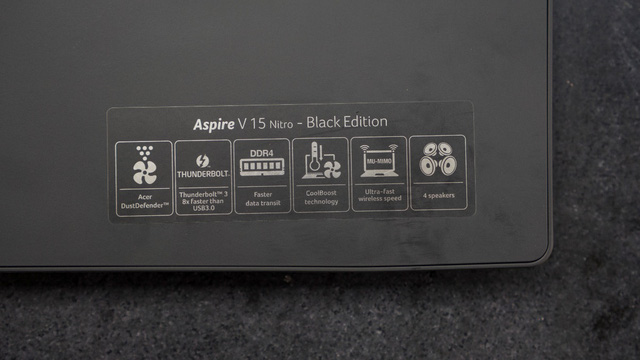 Aspire V 15 Nitro - Black Edition
THUNDERBOLT.
DDR4
MU-MIMO
Acer
DustDefender™
Thunderbolt™ 3
8x faster than
USB3.0
Faster
data transit
CoolBoost
technology
Ultra-fast
wireless speed
4 speakers